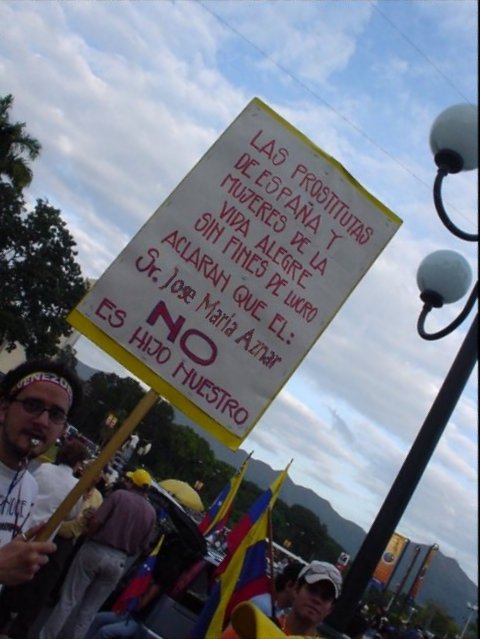 LAS PROSTITUTAS
DE ESPAÑA Y
MUJERES DE LA
VIDA ALEGRE
SIN FINES DE LUCRO
ACLARAN QUE EL:
Sr. Jose Maria Aznar
NO
ES HIJO NUESTRO